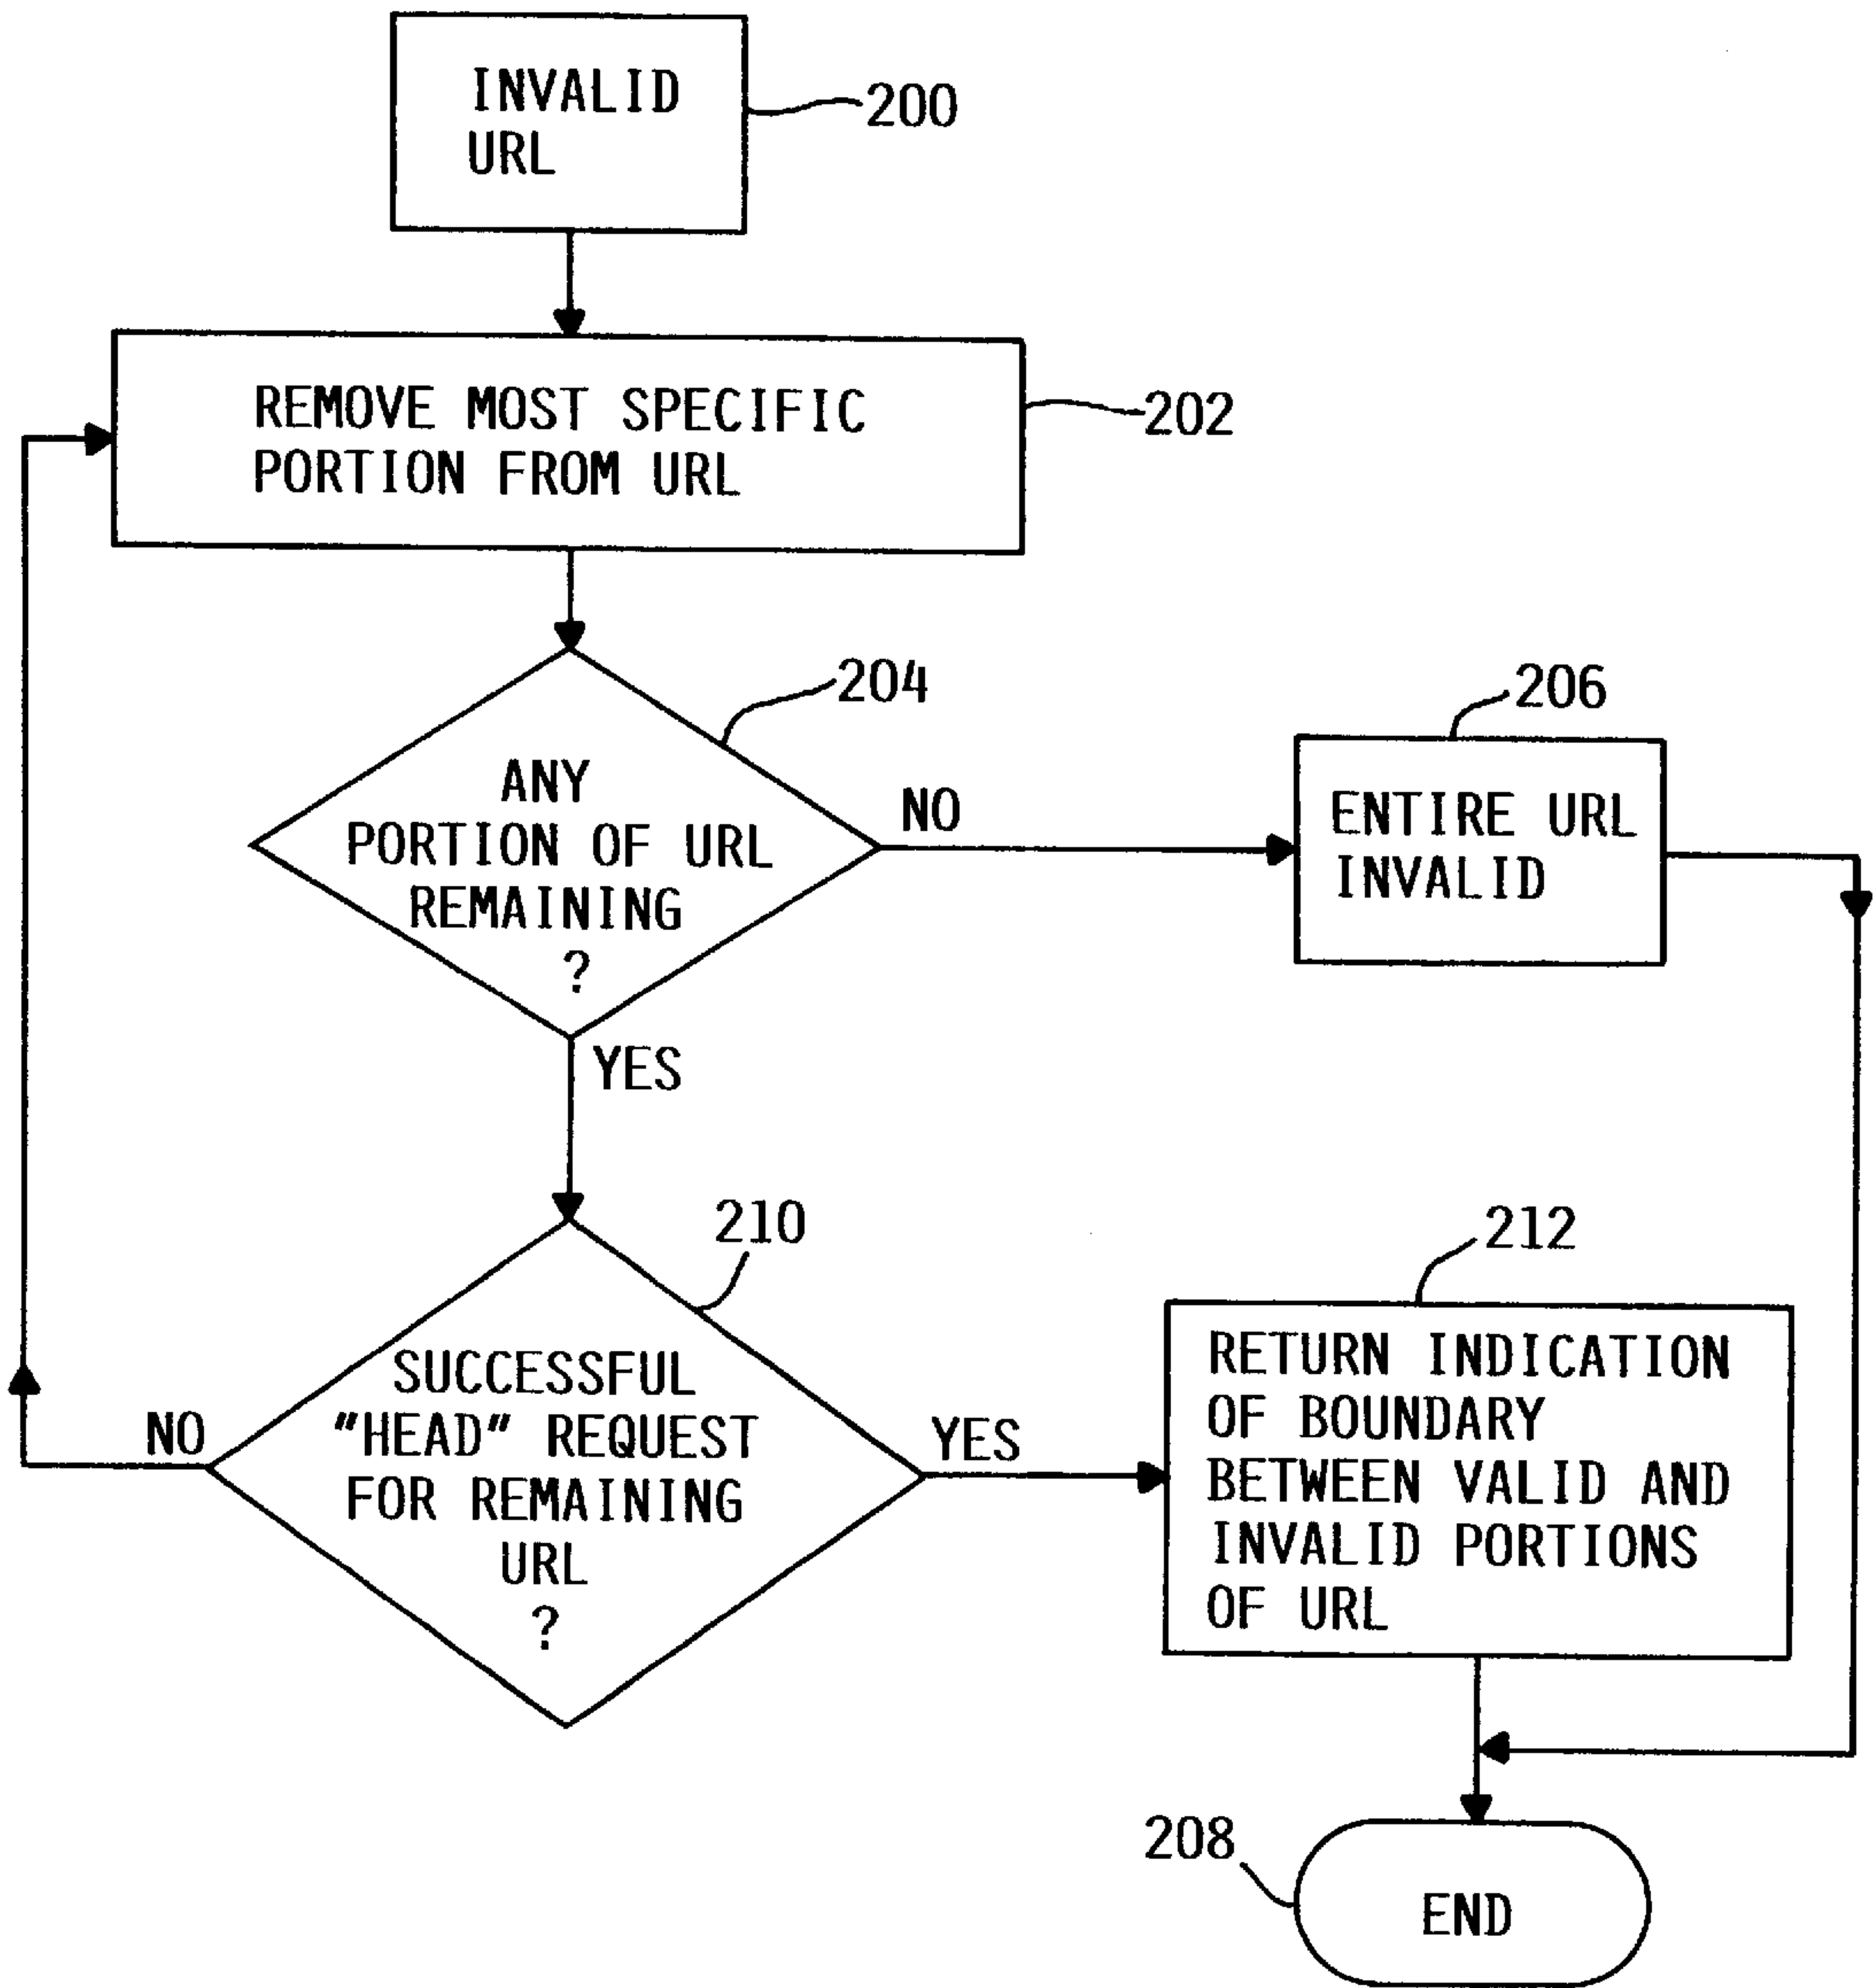 INVALID
URL
200
REMOVE MOST SPECIFIC
PORTION FROM URL
202
204
ANY
PORTION OF URL
REMAINING
?
NO
206
ENTIRE URL
INVALID
YES
210
SUCCESSFUL
"HEAD" REQUEST
FOR REMAINING
URL
?
NO
YES
212
RETURN INDICATION
OF BOUNDARY
BETWEEN VALID AND
INVALID PORTIONS
OF URL
208
END